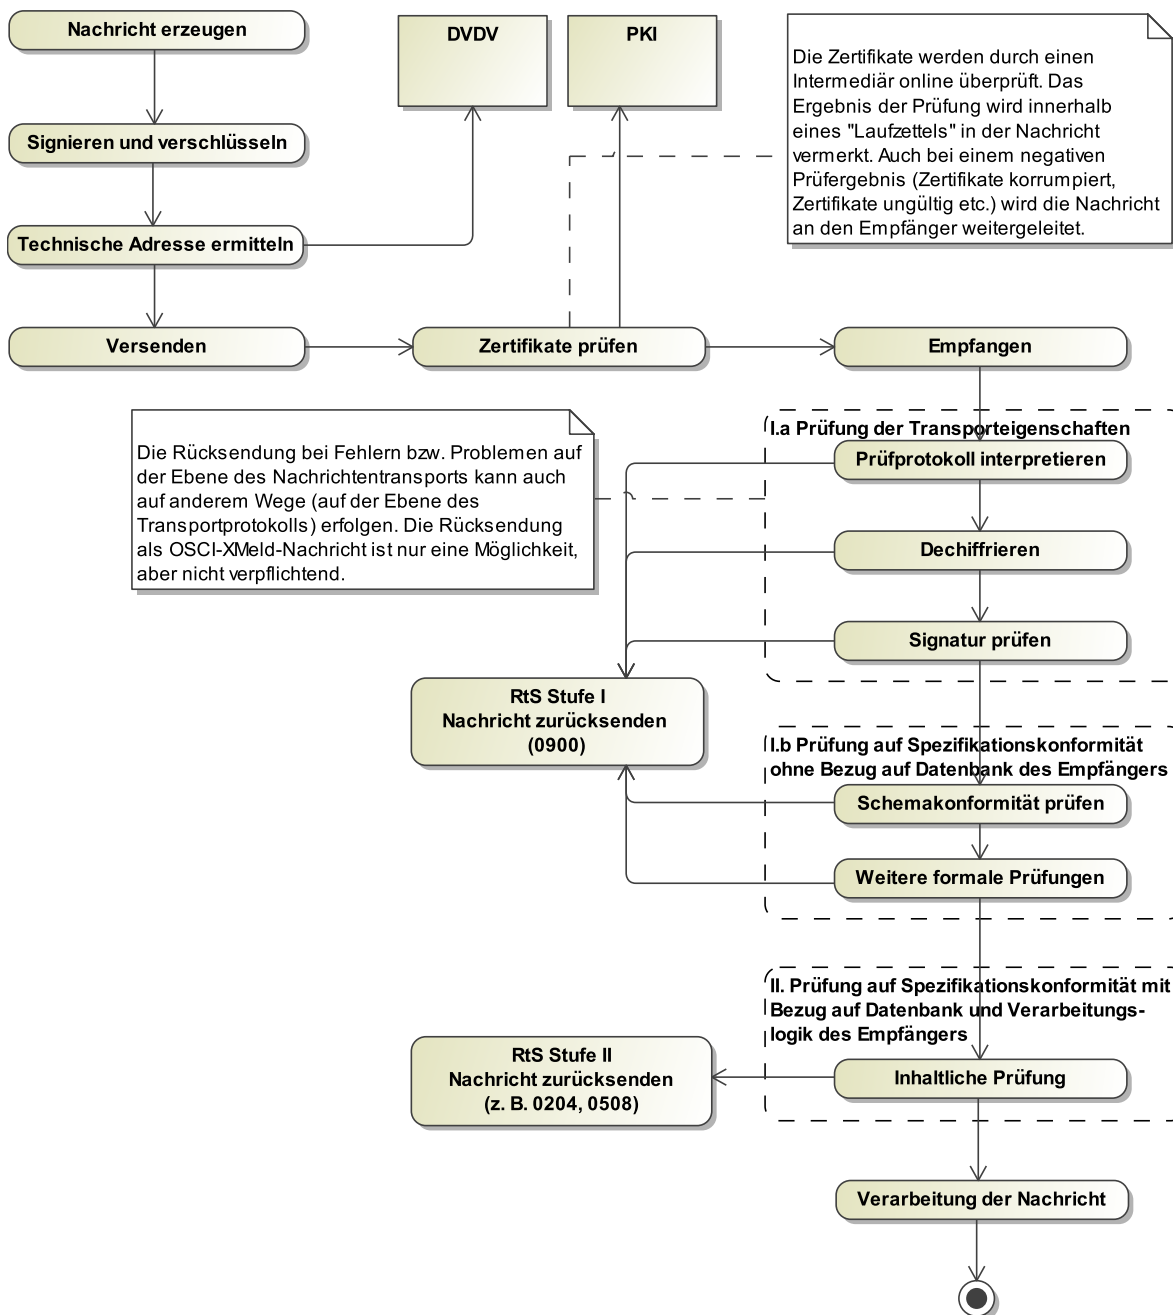 Nachricht erzeugen
DVDV
PKI
Die Zertifikate werden durch einen
Intermediär online überprüft. Das
Ergebnis der Prüfung wird innerhalb
eines "Laufzettels" in der Nachricht
vermerkt. Auch bei einem negativen
Prüfergebnis (Zertifikate korrumpiert,
Zertifikate ungültig etc.) wird die Nachricht
an den Empfänger weitergeleitet.
Signieren und verschlüsseln
Technische Adresse ermitteln
Versenden
Zertifikate prüfen
Empfangen
Die Rücksendung bei Fehlern bzw. Problemen auf
der Ebene des Nachrichtentransports kann auch
auf anderem Wege (auf der Ebene des
Transportprotokolls) erfolgen. Die Rücksendung
als OSCI-XMeld-Nachricht ist nur eine Möglichkeit,
aber nicht verpflichtend.
I.a Prüfung der Transporteigenschaften
Prüfprotokoll interpretieren
Dechiffrieren
Signatur prüfen
RtS Stufe I
Nachricht zurücksenden
(0900)
I.b Prüfung auf Spezifikationskonformität
ohne Bezug auf Datenbank des Empfängers
Schemakonformität prüfen
Weitere formale Prüfungen
II. Prüfung auf Spezifikationskonformität mit
Bezug auf Datenbank und Verarbeitungs-
logik des Empfängers
RtS Stufe II
Nachricht zurücksenden
(z. B. 0204, 0508)
Inhaltliche Prüfung
Verarbeitung der Nachricht